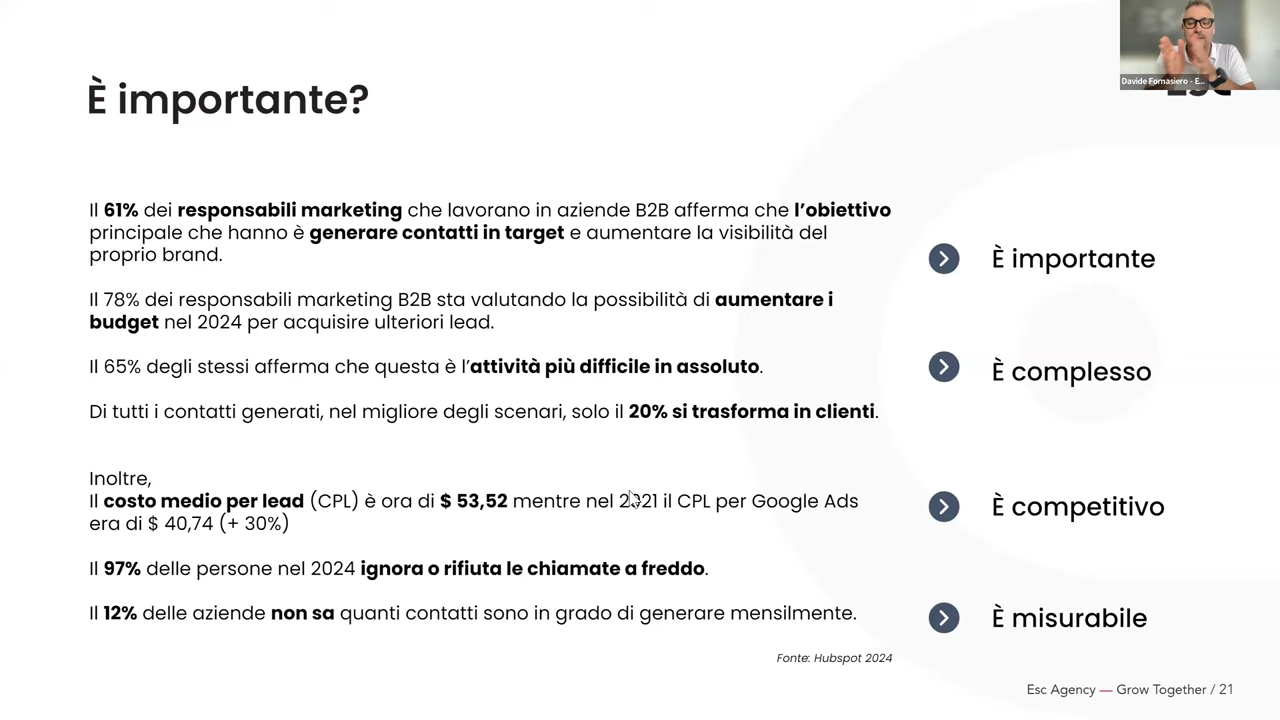 Davide Fornasiero - E...
È importante?
Il 61% dei responsabili marketing che lavorano in aziende B2B afferma che l’obiettivo
principale che hanno è generare contatti in target e aumentare la visibilità del
proprio brand.
È importante
Il 78% dei responsabili marketing B2B sta valutando la possibilità di aumentare i
budget nel 2024 per acquisire ulteriori lead.
Il 65% degli stessi afferma che questa è l’attività più difficile in assoluto.
È complesso
Di tutti i contatti generati, nel migliore degli scenari, solo il 20% si trasforma in clienti.
Inoltre,
Il costo medio per lead (CPL) è ora di $ 53,52 mentre nel 2021 il CPL per Google Ads
era di $ 40,74 (+ 30%)
È competitivo
Il 97% delle persone nel 2024 ignora o rifiuta le chiamate a freddo.
Il 12% delle aziende non sa quanti contatti sono in grado di generare mensilmente.
È misurabile
Fonte: Hubspot 2024
Esc Agency — Grow Together / 21